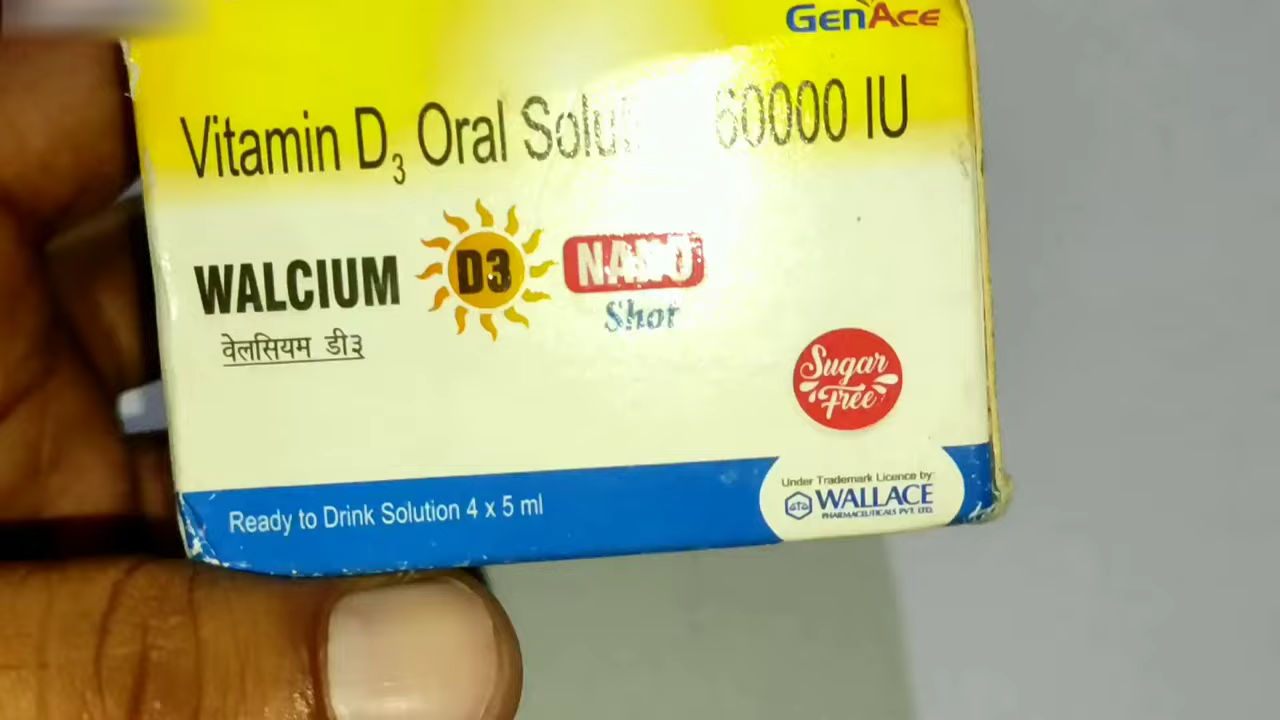 GENACE
Vitamin D3 Oral 60000 IU
WALCIUM D3 NANO
Shot
वेलसियम डी३
Sugar
Free
Under Trademark Licence by:
WALLACE
PHARMACEUTICALS PVT. LTD.
Ready to Drink Solution 4 x 5 ml